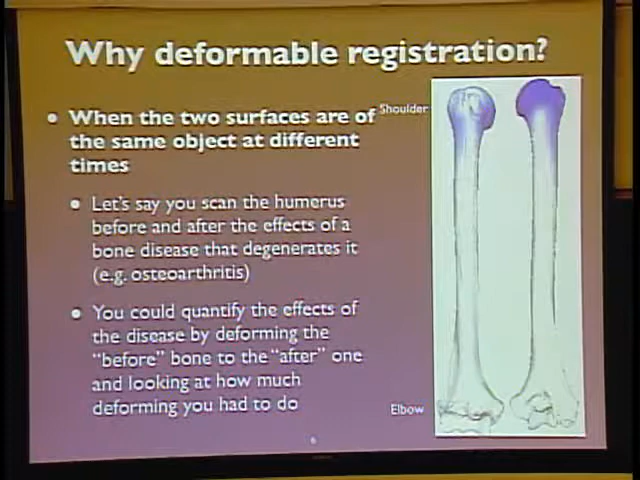 Why deformable registration?
• When the two surfaces are of
the same object at different
times
• Let's say you scan the humerus
before and after the effects of a
bone disease that degenerates it
(e.g. osteoarthritis)
• You could quantify the effects of
the disease by deforming the
"before" bone to the "after" one
and looking at how much
deforming you had to do
Shoulder
Elbow
6